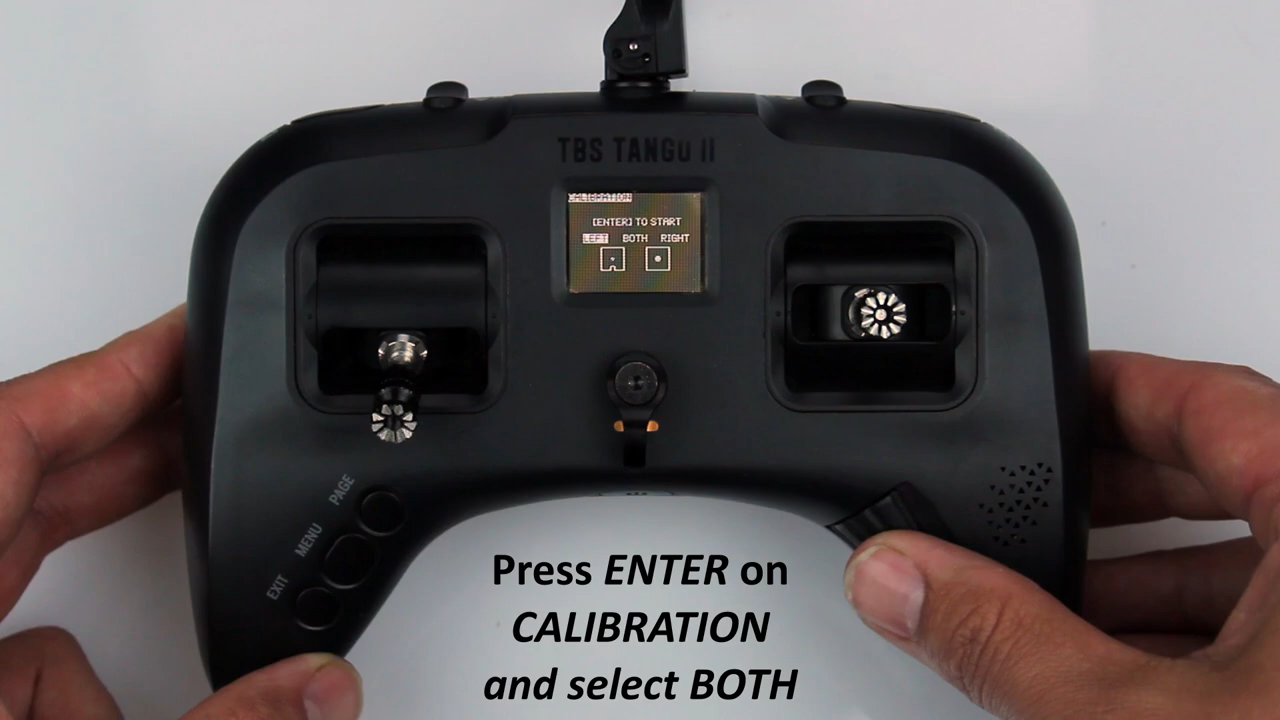 TBS TANGO II
CALIBRATION
[ENTER] TO START
LEFT BOTH RIGHT
PAGE
MENU
EXIT
Press ENTER on
CALIBRATION
and select BOTH